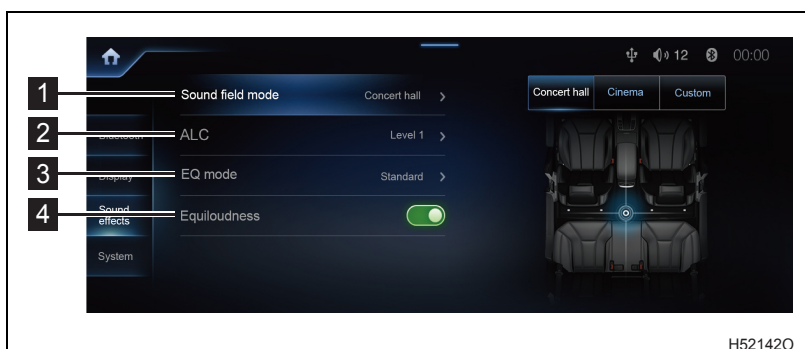 12 00:00
1 Sound field mode Concert hall >
Concert hall Cinema Custom
2 Bluetooth ALC Level 1 >
3 Display EQ mode Standard >
4 Sound effects Equiloudness
System
H52142O